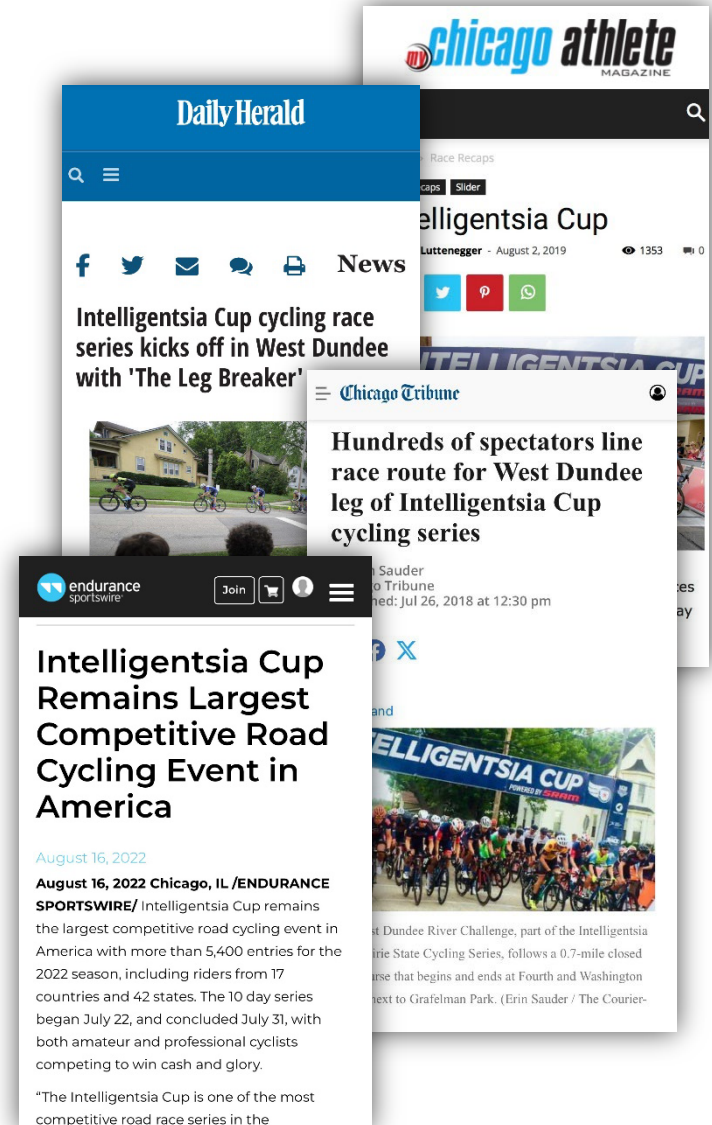 my chicago athlete
MAGAZINE
Race Recaps
caps Slider
elligentsia Cup
Luttenegger - August 2, 2019 1353 0
INTELLIGENTSIA CUP
ces
ay
Daily Herald
News
Intelligentsia Cup cycling race
series kicks off in West Dundee
with 'The Leg Breaker'
Chicago Tribune
Hundreds of spectators line
race route for West Dundee
leg of Intelligentsia Cup
cycling series
n Sauder
go Tribune
hed: Jul 26, 2018 at 12:30 pm
and
ELLIGENTSIA CUP
POWERED BY SRAM
st Dundee River Challenge, part of the Intelligentsia
irie State Cycling Series, follows a 0.7-mile closed
urse that begins and ends at Fourth and Washington
next to Grafelman Park. (Erin Sauder / The Courier-
endurance
sportswire
Join
Intelligentsia Cup
Remains Largest
Competitive Road
Cycling Event in
America
August 16, 2022
August 16, 2022 Chicago, IL /ENDURANCE
SPORTSWIRE/ Intelligentsia Cup remains
the largest competitive road cycling event in
America with more than 5,400 entries for the
2022 season, including riders from 17
countries and 42 states. The 10 day series
began July 22, and concluded July 31, with
both amateur and professional cyclists
competing to win cash and glory.
“The Intelligentsia Cup is one of the most
competitive road race series in the